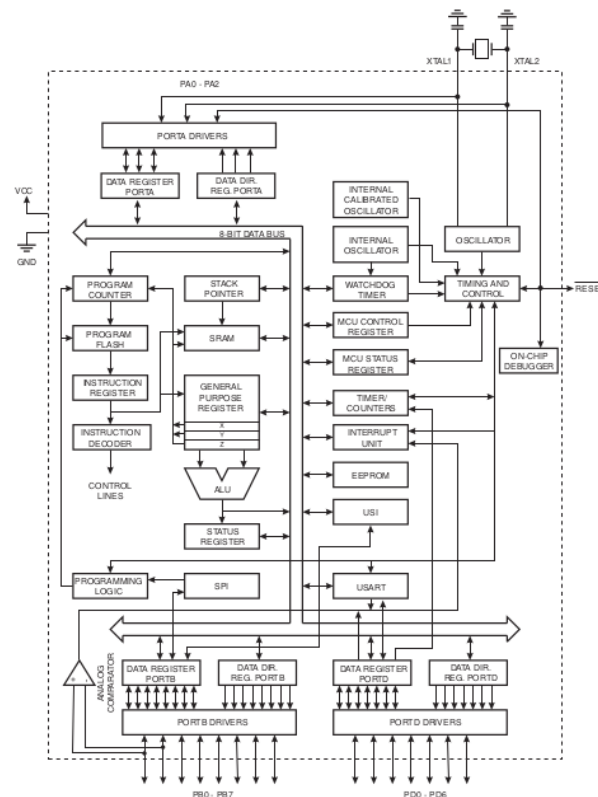 XTAL1
XTAL2
PA0 - PA2
PORTA DRIVERS
DATA REGISTER
PORTA
DATA DIR.
REG. PORTA
VCC
GND
8-BIT DATA BUS
INTERNAL
CALIBRATED
OSCILLATOR
INTERNAL
OSCILLATOR
OSCILLATOR
PROGRAM
COUNTER
STACK
POINTER
WATCHDOG
TIMER
TIMING AND
CONTROL
RESE
PROGRAM
FLASH
SRAM
MCU CONTROL
REGISTER
MCU STATUS
REGISTER
ON-CHIP
DEBUGGER
INSTRUCTION
REGISTER
GENERAL
PURPOSE
REGISTER
X
Y
Z
TIMER/
COUNTERS
INSTRUCTION
DECODER
INTERRUPT
UNIT
CONTROL
LINES
ALU
EEPROM
STATUS
REGISTER
USI
PROGRAMMING
LOGIC
SPI
USART
ANALOG
COMPARATOR
DATA REGISTER
PORTB
DATA DIR.
REG. PORTB
DATA REGISTER
PORTD
DATA DIR.
REG. PORTD
PORTB DRIVERS
PORTD DRIVERS
PB0 - PB7
PD0 - PD6